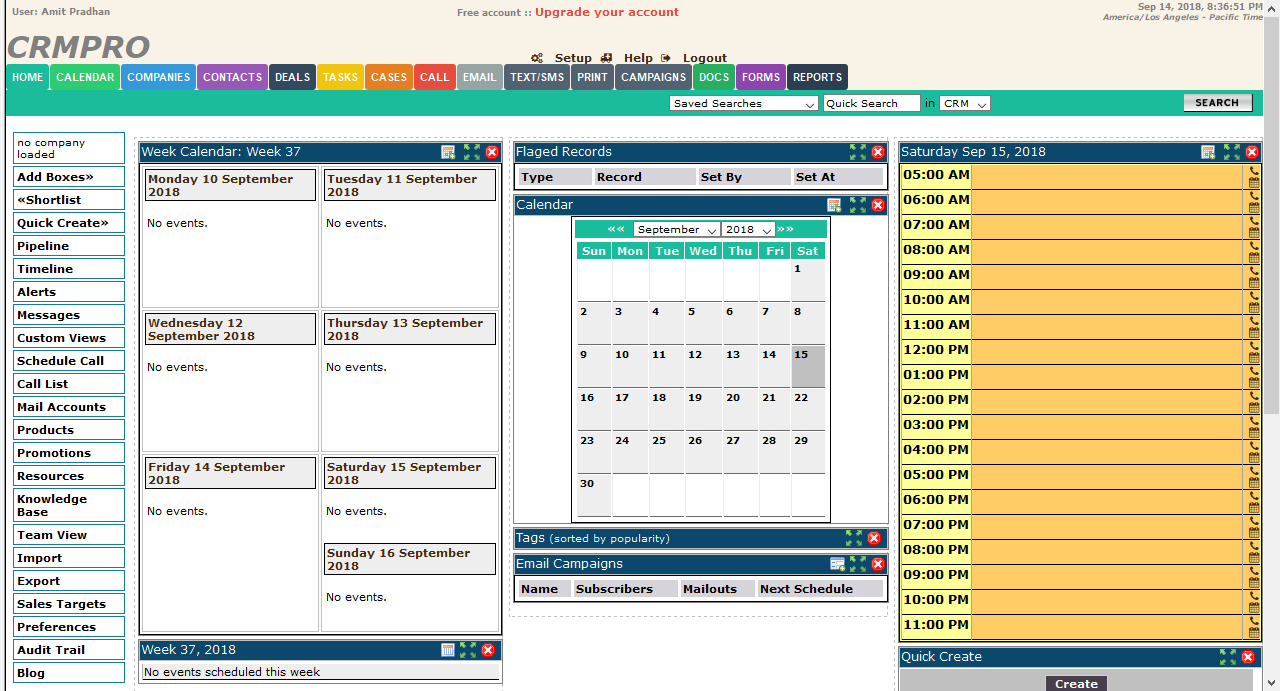 User: Amit Pradhan
Free account :: Upgrade your account
Sep 14, 2018, 8:36:51 PM
America/Los Angeles - Pacific Time
CRMPRO
Setup Help Logout
HOME CALENDAR COMPANIES CONTACTS DEALS TASKS CASES CALL EMAIL TEXT/SMS PRINT CAMPAIGNS DOCS FORMS REPORTS
Saved Searches Quick Search in CRM SEARCH
no company
loaded
Add Boxes»
«Shortlist
Quick Create»
Pipeline
Timeline
Alerts
Messages
Custom Views
Schedule Call
Call List
Mail Accounts
Products
Promotions
Resources
Knowledge
Base
Team View
Import
Export
Sales Targets
Preferences
Audit Trail
Blog
Week Calendar: Week 37
Monday 10 September
2018
No events.
Tuesday 11 September
2018
No events.
Wednesday 12
September 2018
No events.
Thursday 13 September
2018
No events.
Friday 14 September
2018
No events.
Saturday 15 September
2018
No events.
Sunday 16 September
2018
No events.
Week 37, 2018
No events scheduled this week
Flaged Records
Type Record Set By Set At
Calendar
«« September 2018 »»
Sun Mon Tue Wed Thu Fri Sat
1
2 3 4 5 6 7 8
9 10 11 12 13 14 15
16 17 18 19 20 21 22
23 24 25 26 27 28 29
30
Tags (sorted by popularity)
Email Campaigns
Name Subscribers Mailouts Next Schedule
Saturday Sep 15, 2018
05:00 AM
06:00 AM
07:00 AM
08:00 AM
09:00 AM
10:00 AM
11:00 AM
12:00 PM
01:00 PM
02:00 PM
03:00 PM
04:00 PM
05:00 PM
06:00 PM
07:00 PM
08:00 PM
09:00 PM
10:00 PM
11:00 PM
Quick Create
Create